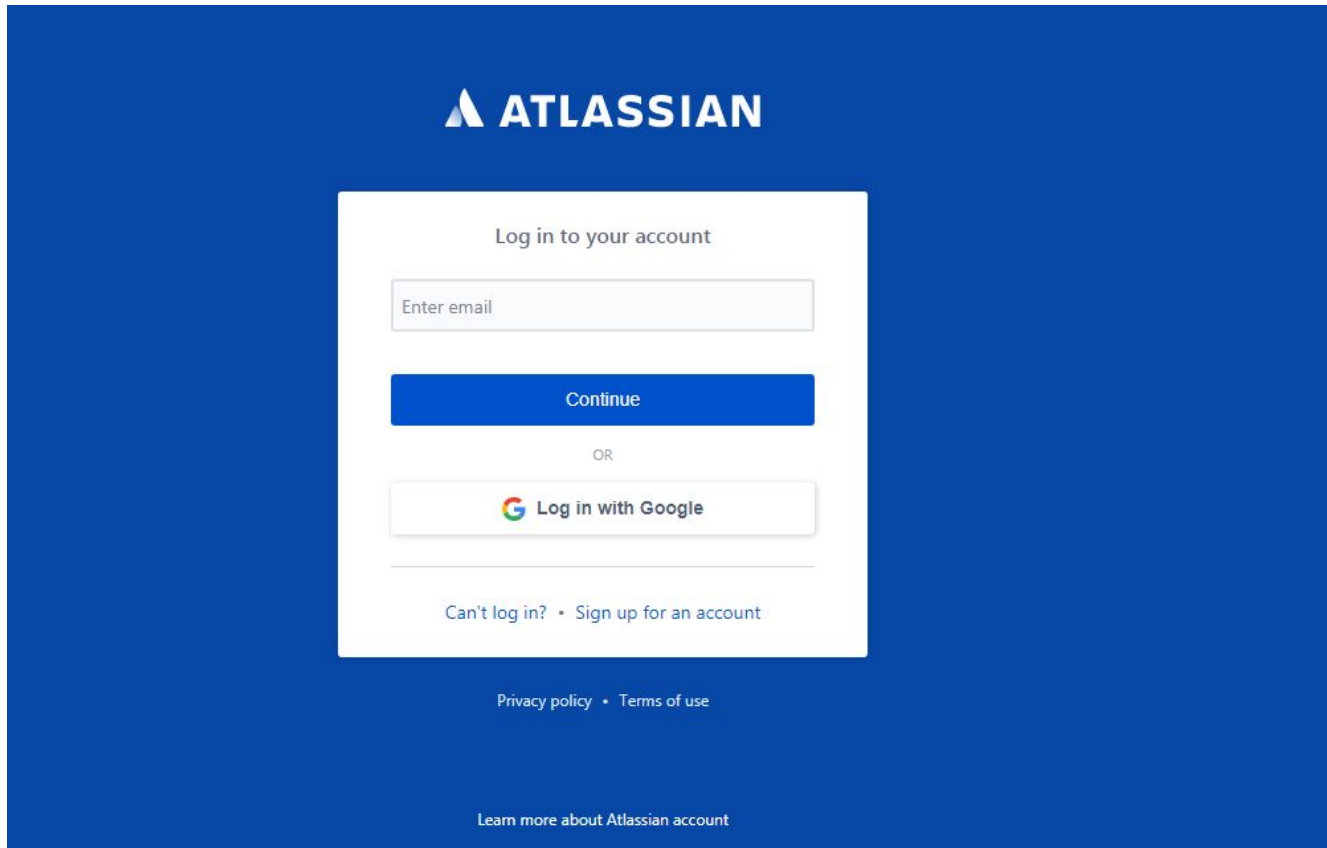 ATLASSIAN
Log in to your account
Enter email
Continue
OR
Log in with Google
Can't log in? • Sign up for an account
Privacy policy • Terms of use
Learn more about Atlassian account